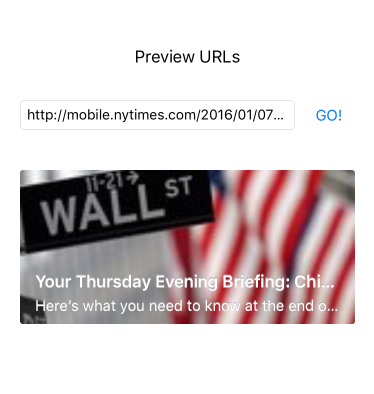 Preview URLs
http://mobile.nytimes.com/2016/01/07...
GO!
11-21→
WALL ST
Your Thursday Evening Briefing: Chi...
Here's what you need to know at the end o...